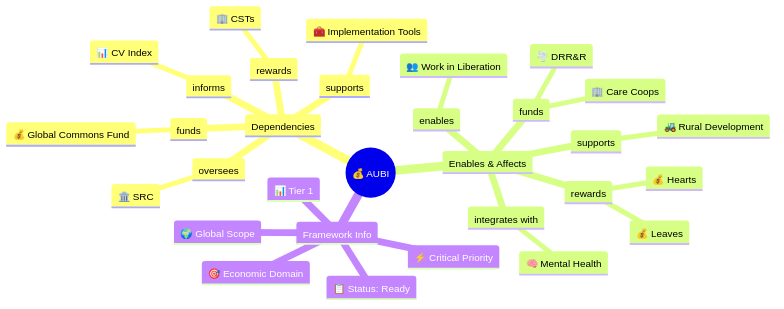 💰 AUBI
Dependencies
rewards
🏢 CSTs
informs
📊 CV Index
supports
🧰 Implementation Tools
funds
💰 Global Commons Fund
oversees
🏛️ SRC
Enables & Affects
enables
👥 Work in Liberation
funds
🌪️ DRR&R
🏢 Care Coops
supports
🚜 Rural Development
rewards
💰 Hearts
💰 Leaves
integrates with
🧠 Mental Health
Framework Info
📊 Tier 1
🌍 Global Scope
🎯 Economic Domain
📋 Status: Ready
⚡ Critical Priority